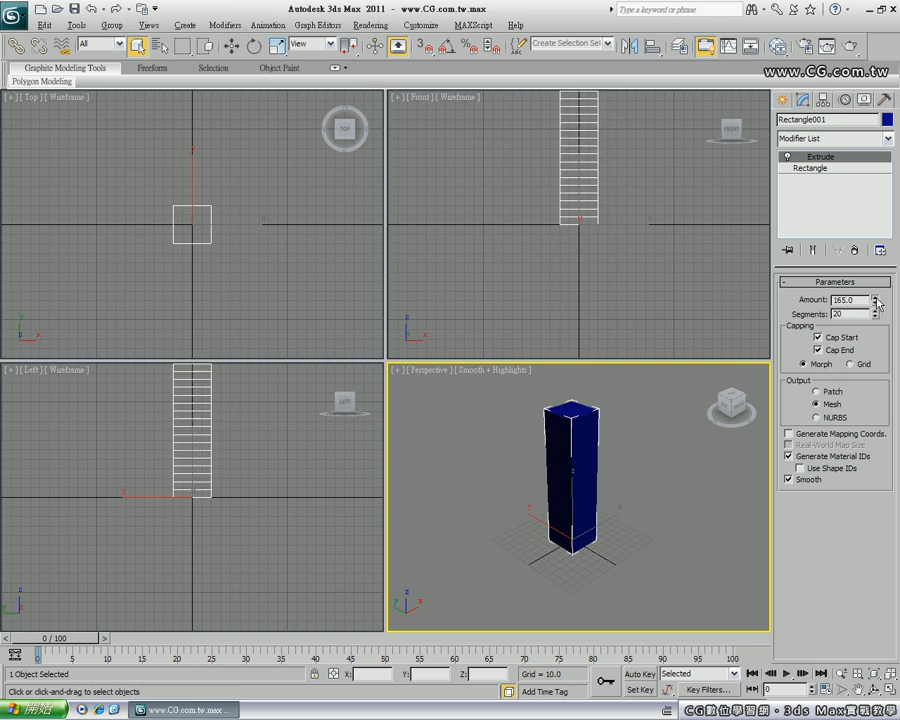 Autodesk 3ds Max 2011 - www.CG.com.tw.max
Type a keyword or phrase
Edit Tools Group Views Create Modifiers Animation Graph Editors Rendering Customize MAXScript Help
All
View
Create Selection Se
Graphite Modeling Tools Freeform Selection Object Paint
www.CG.com.tw
Polygon Modeling
[ + ] [ Top ] [ Wireframe ]
TOP
[ + ] [ Front ] [ Wireframe ]
FRONT
[ + ] [ Left ] [ Wireframe ]
LEFT
[ + ] [ Perspective ] [ Smooth + Highlights ]
Rectangle001
Modifier List
Extrude
Rectangle
Parameters
Amount: 165.0
Segments: 20
Capping
Cap Start
Cap End
Morph Grid
Output
Patch
Mesh
NURBS
Generate Mapping Coords.
Real-World Map Size
Generate Material IDs
Use Shape IDs
Smooth
0 / 100
0 5 10 15 20 25 30 35 40 45 50 55 60 65 70 75 80 85 90 95 100
1 Object Selected
X: Y: Z: Grid = 10.0
Auto Key Selected
Click or click-and-drag to select objects
Add Time Tag
Set Key Key Filters... 0
開始
www.CG.com.tw.max ...
CG數位學習網・3ds Max實戰教學